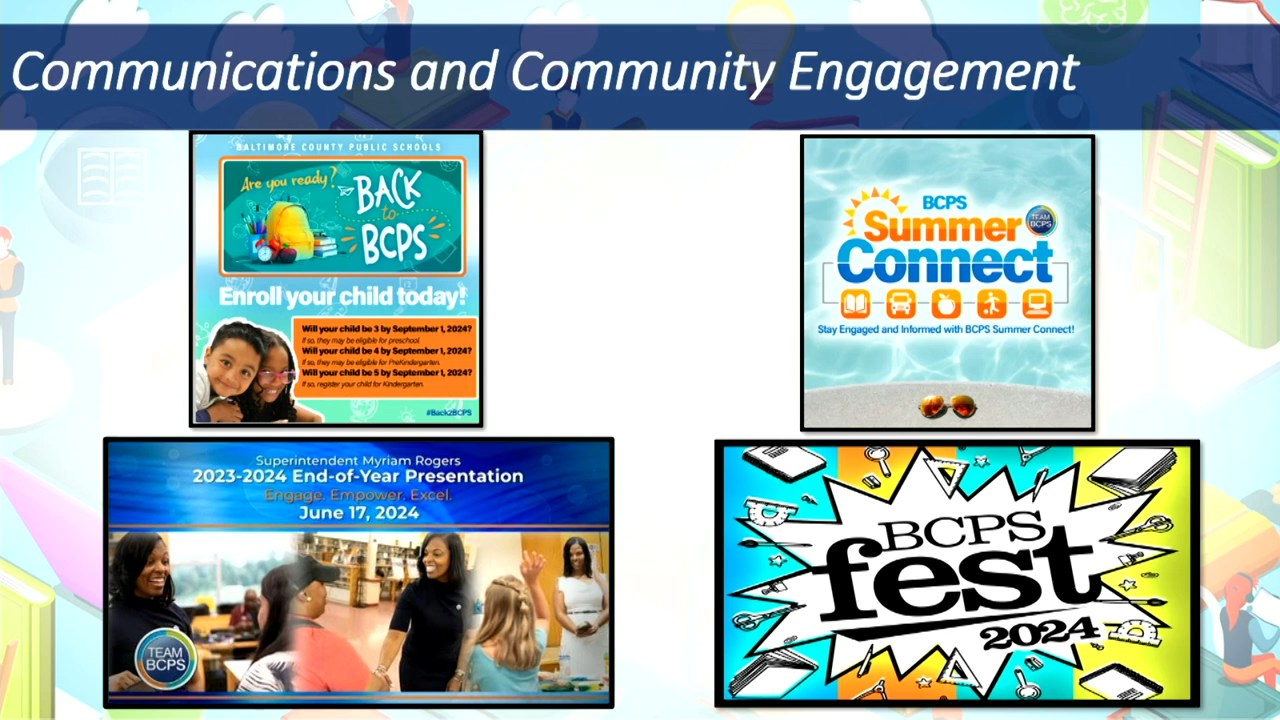 Communications and Community Engagement
BALTIMORE COUNTY PUBLIC SCHOOLS
Are you ready?
BACK
to
BCPS
Enroll your child today!
Will your child be 3 by September 1, 2024?
If so, they may be eligible for preschool.
Will your child be 4 by September 1, 2024?
If so, they may be eligible for PreKindergarten.
Will your child be 5 by September 1, 2024?
If so, register your child for Kindergarten.
#Back2BCPS
BCPS
Summer
TEAM
BCPS
Connect
Stay Engaged and Informed with BCPS Summer Connect!
Superintendent Myriam Rogers
2023-2024 End-of-Year Presentation
Engage. Empower. Excel.
June 17, 2024
TEAM
BCPS
BCPS
fest
2024